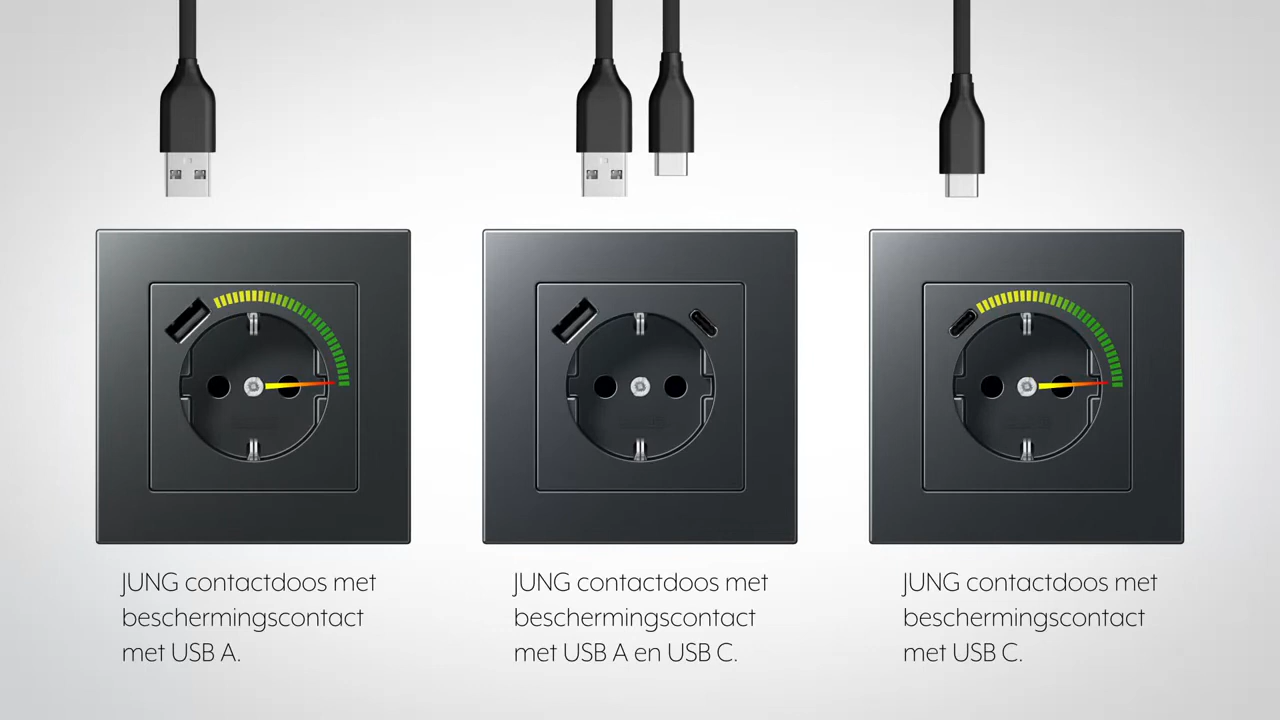 JUNG contactdoos met
beschermingscontact
met USB A.
JUNG contactdoos met
beschermingscontact
met USB A en USB C.
JUNG contactdoos met
beschermingscontact
met USB C.